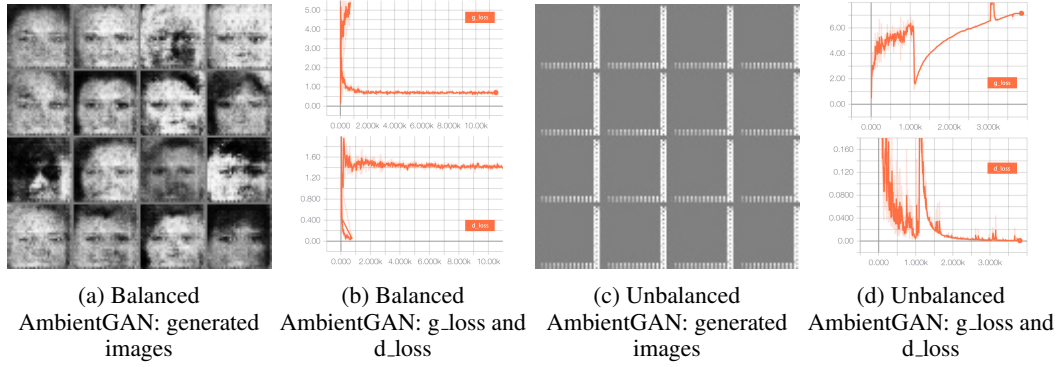 5.00
4.00
3.00
2.00
1.00
0.00
g_loss
0.000 2.000k 4.000k 6.000k 8.000k 10.00k
1.60
1.20
0.800
0.400
0.00
d_loss
0.000 2.000k 4.000k 6.000k 8.000k 10.00k
6.00
4.00
2.00
0.00
g_loss
0.000 1.000k 2.000k 3.000k
0.160
0.120
0.0800
0.0400
0.00
d_loss
0.000 1.000k 2.000k 3.000k
(a) Balanced
AmbientGAN: generated
images
(b) Balanced
AmbientGAN: g_loss and
d_loss
(c) Unbalanced
AmbientGAN: generated
images
(d) Unbalanced
AmbientGAN: g_loss and
d_loss